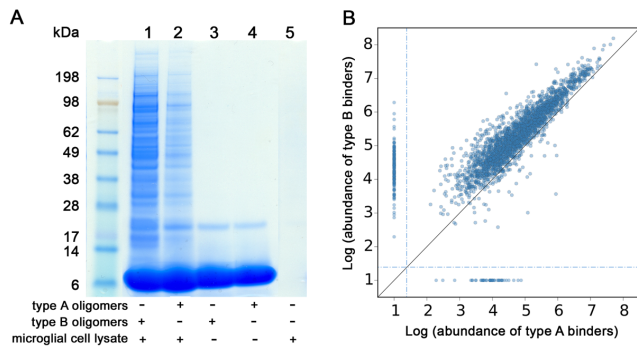 A
kDa 1 2 3 4 5
198
98
62
49
38
28
17
14
6
type A oligomers - + - + -
type B oligomers + - + - -
microglial cell lysate + + - - +
B
Log (abundance of type B binders)
8
7
6
5
4
3
2
1
1 2 3 4 5 6 7 8
Log (abundance of type A binders)